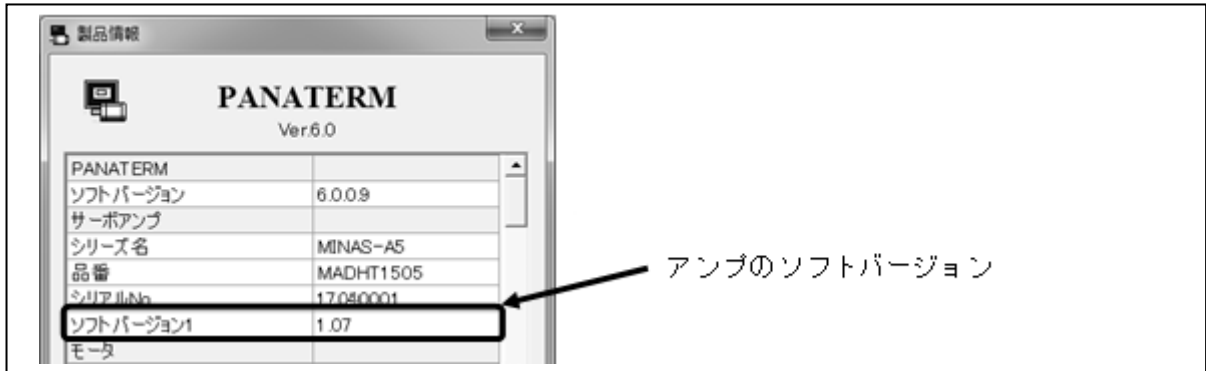 製品情報
PANATERM
Ver.6.0
PANATERM
ソフトバージョン 6.0.0.9
サーボアンプ
シリーズ名 MINAS-A5
品番 MADHT1505
シリアルNo. 17040001
ソフトバージョン1 1.07
モータ
アンプのソフトバージョン